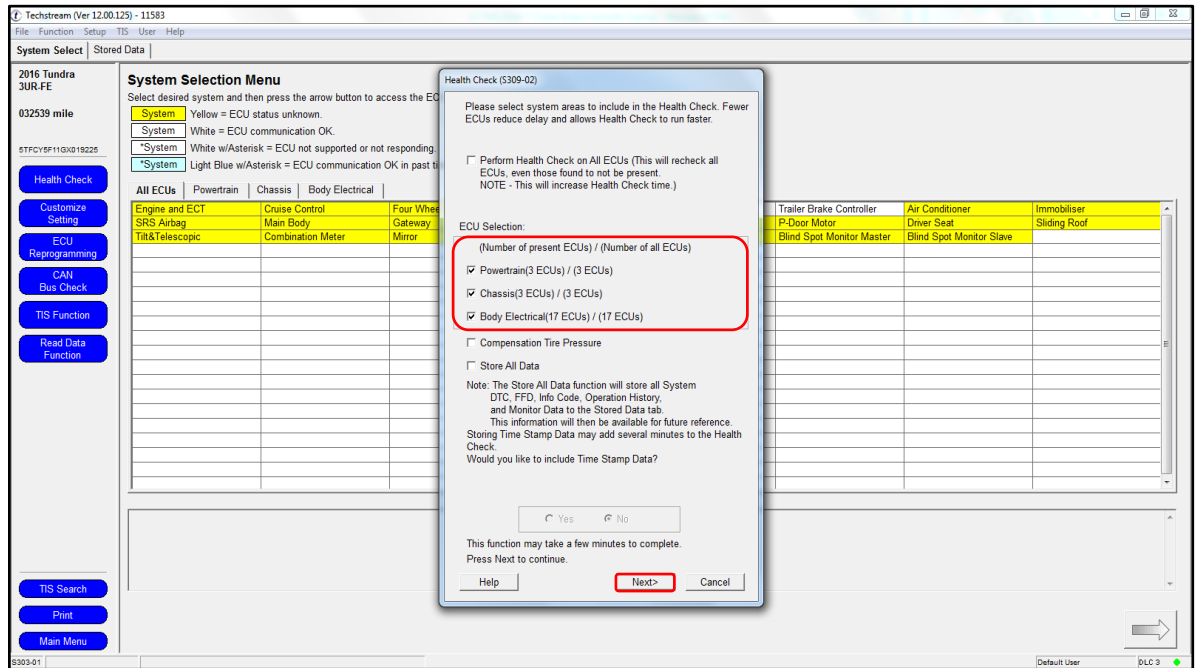 Techstream (Ver 12.00.125) - 11583
File Function Setup TIS User Help
System Select Stored Data
2016 Tundra
3UR-FE
032539 mile
5TFCY5F11GX019225
Health Check
Customize
Setting
ECU
Reprogramming
CAN
Bus Check
TIS Function
Read Data
Function
TIS Search
Print
Main Menu
System Selection Menu
Select desired system and then press the arrow button to access the EC
System Yellow = ECU status unknown.
System White = ECU communication OK.
*System White w/Asterisk = ECU not supported or not responding.
*System Light Blue w/Asterisk = ECU communication OK in past ti
All ECUs Powertrain Chassis Body Electrical
Engine and ECT Cruise Control Four Whee Trailer Brake Controller Air Conditioner Immobiliser
SRS Airbag Main Body Gateway P-Door Motor Driver Seat Sliding Roof
Tilt&Telescopic Combination Meter Mirror Blind Spot Monitor Master Blind Spot Monitor Slave
Health Check (S309-02)
Please select system areas to include in the Health Check. Fewer
ECUs reduce delay and allows Health Check to run faster.
Perform Health Check on All ECUs (This will recheck all
ECUs, even those found to not be present.
NOTE - This will increase Health Check time.)
ECU Selection:
(Number of present ECUs) / (Number of all ECUs)
Powertrain(3 ECUs) / (3 ECUs)
Chassis(3 ECUs) / (3 ECUs)
Body Electrical(17 ECUs) / (17 ECUs)
Compensation Tire Pressure
Store All Data
Note: The Store All Data function will store all System
DTC, FFD, Info Code, Operation History,
and Monitor Data to the Stored Data tab.
This information will then be available for future reference.
Storing Time Stamp Data may add several minutes to the Health
Check.
Would you like to include Time Stamp Data?
Yes No
This function may take a few minutes to complete.
Press Next to continue.
Help Next> Cancel
S303-01 Default User DLC 3